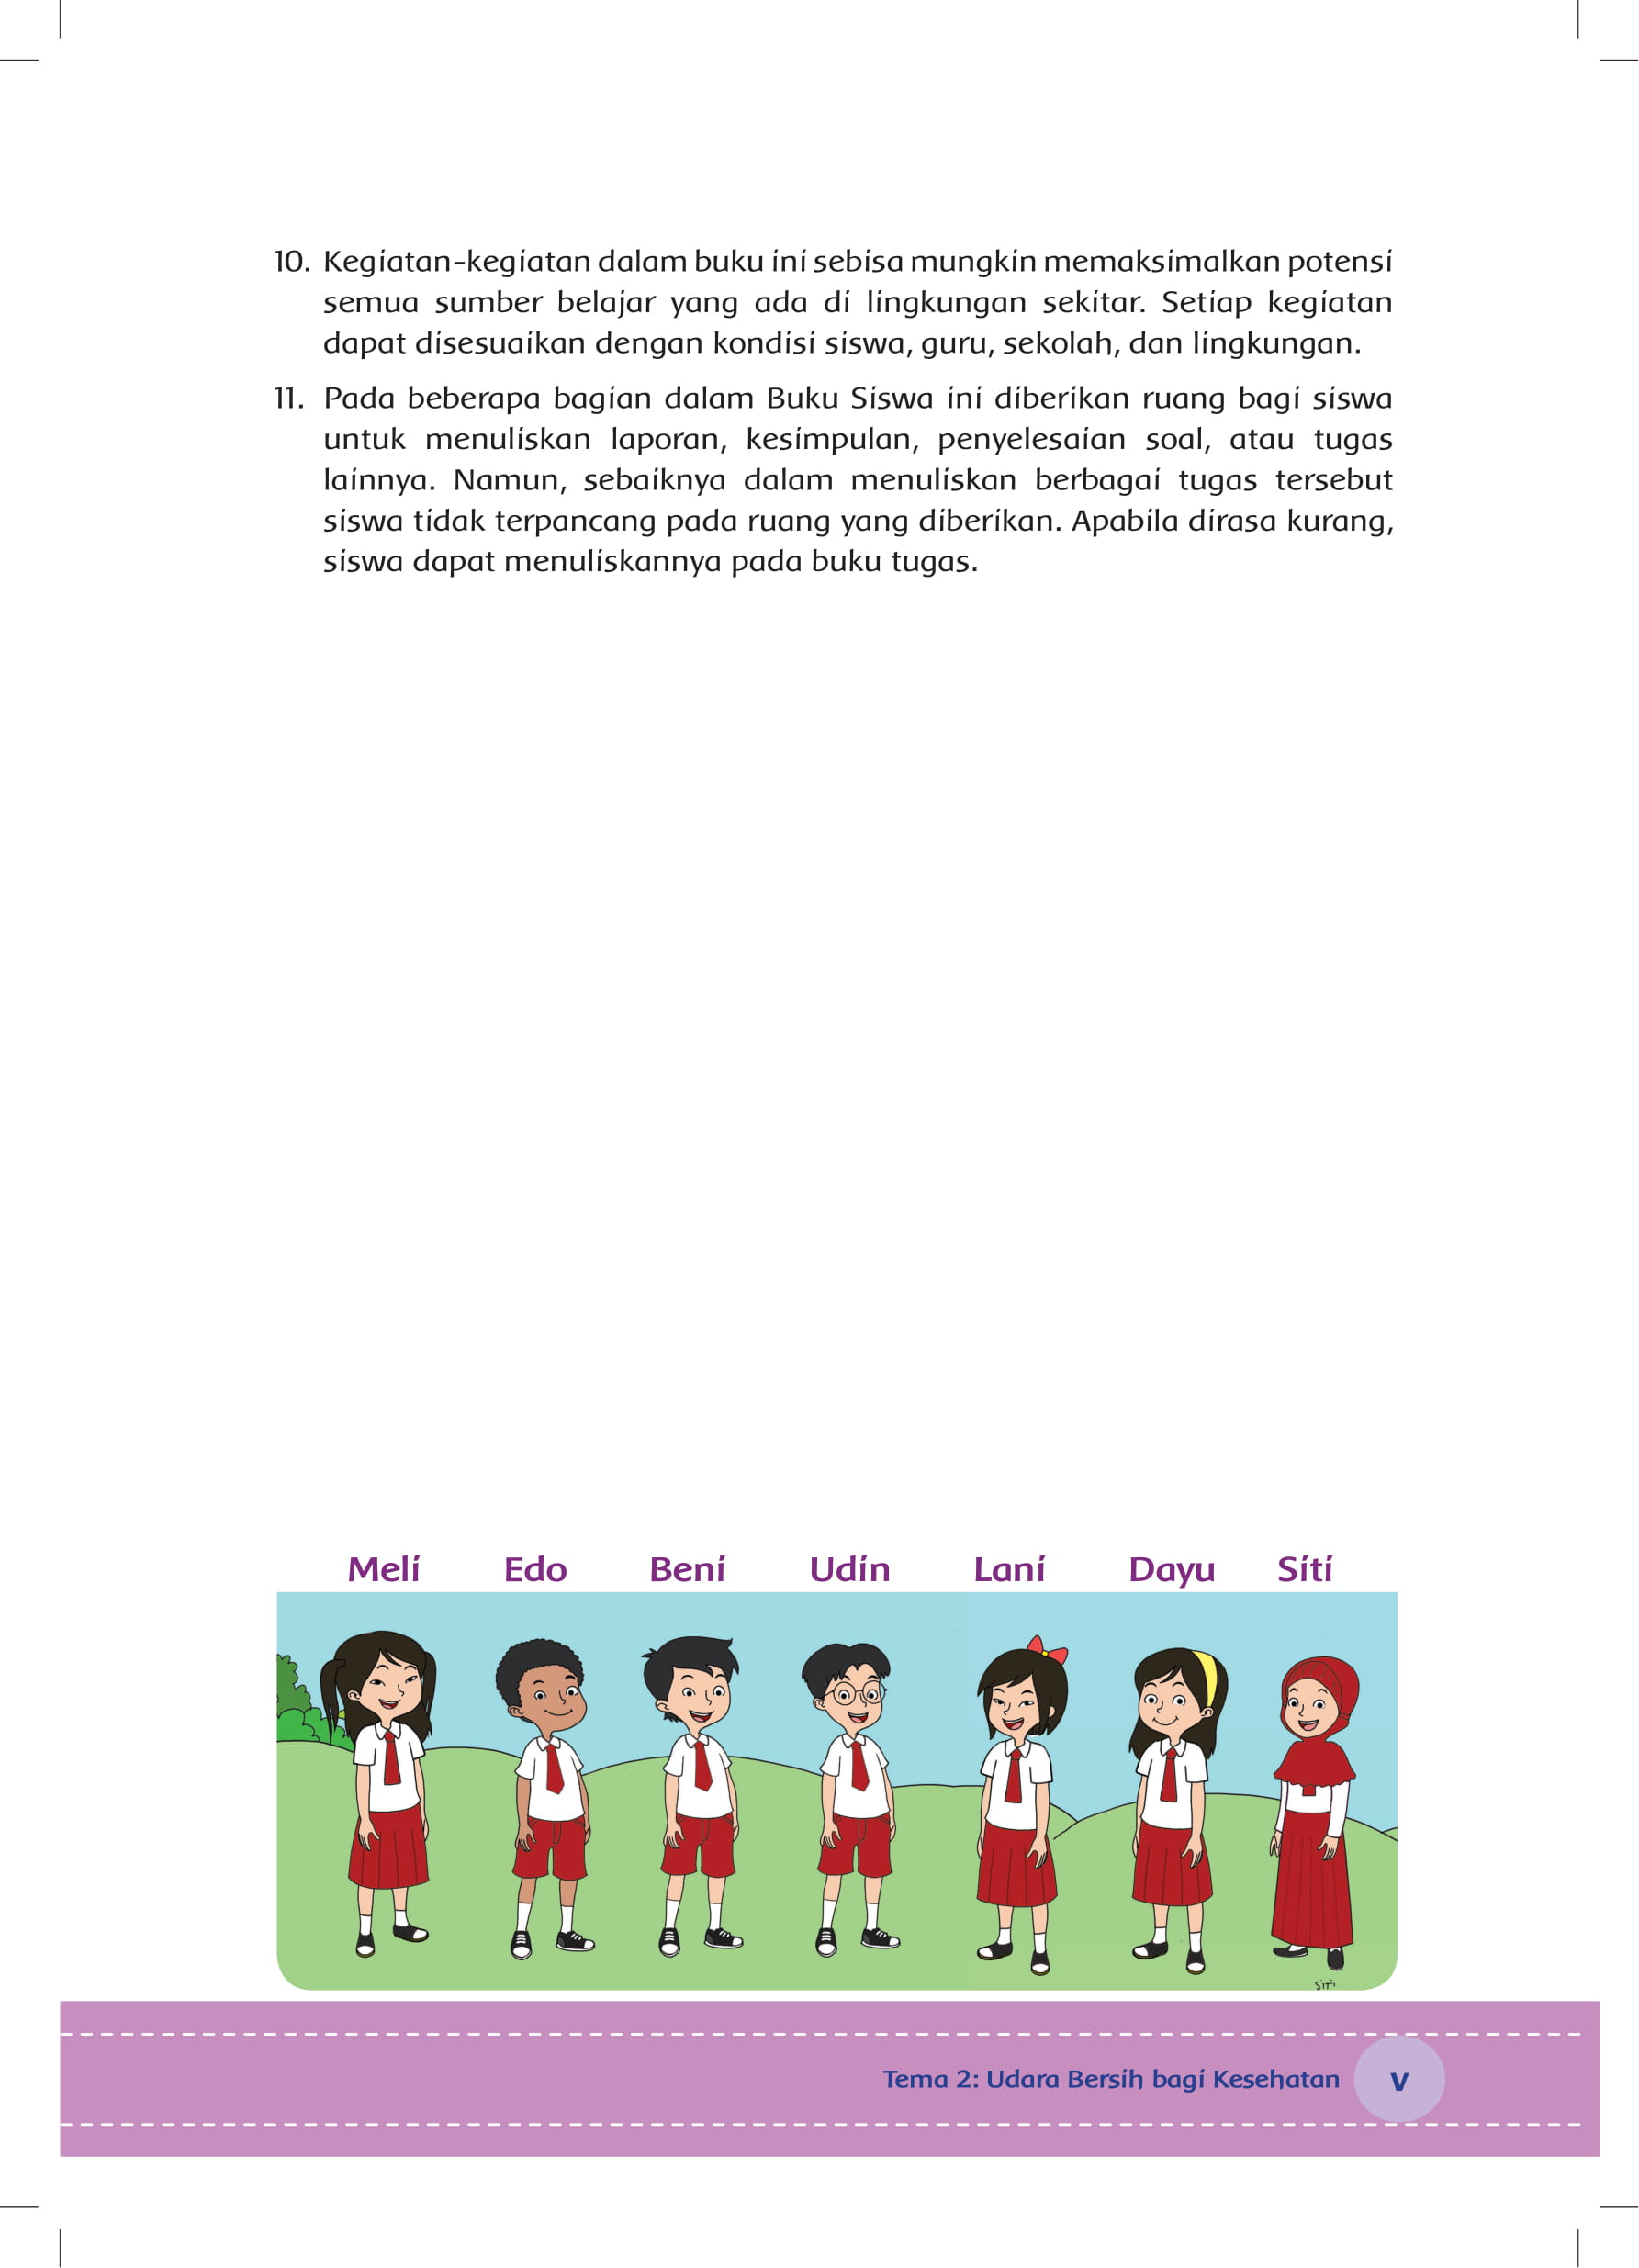 10. Kegiatan-kegiatan dalam buku ini sebisa mungkin memaksimalkan potensi
semua sumber belajar yang ada di lingkungan sekitar. Setiap kegiatan
dapat disesuaikan dengan kondisi siswa, guru, sekolah, dan lingkungan.
11. Pada beberapa bagian dalam Buku Siswa ini diberikan ruang bagi siswa
untuk menuliskan laporan, kesimpulan, penyelesaian soal, atau tugas
lainnya. Namun, sebaiknya dalam menuliskan berbagai tugas tersebut
siswa tidak terpancang pada ruang yang diberikan. Apabila dirasa kurang,
siswa dapat menuliskannya pada buku tugas.
Meli Edo Beni Udin Lani Dayu Siti
Siti
Tema 2: Udara Bersih bagi Kesehatan v